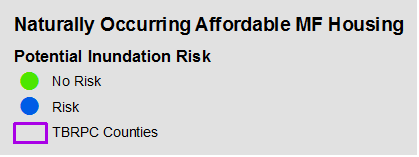 Naturally Occurring Affordable MF Housing
Potential Inundation Risk
No Risk
Risk
TBRPC Counties